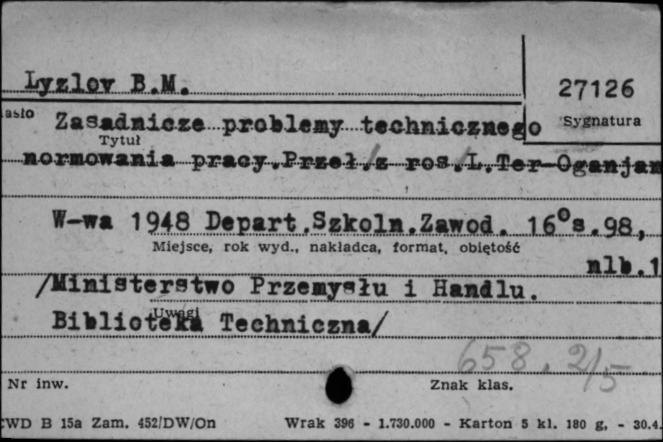 Lyzlov B.M.
27126
asło Zasadnicze problemy technicznego
Sygnatura
Tytuł
normowania pracy.Przeł./z ros/L.Ter-Oganjan
W-wa 1948 Depart.Szkoln.Zawod. 16°s.98,
Miejsce, rok wyd., nakładca, format, objętość
nlb.1
/Ministerstwo Przemysłu i Handlu.
Uwagi
Biblioteka Techniczna/
658.2/5
Nr inw.
Znak klas.
CWD B 15a Zam. 452/DW/On Wrak 396 - 1.730.000 - Karton 5 kl. 180 g, - 30.4